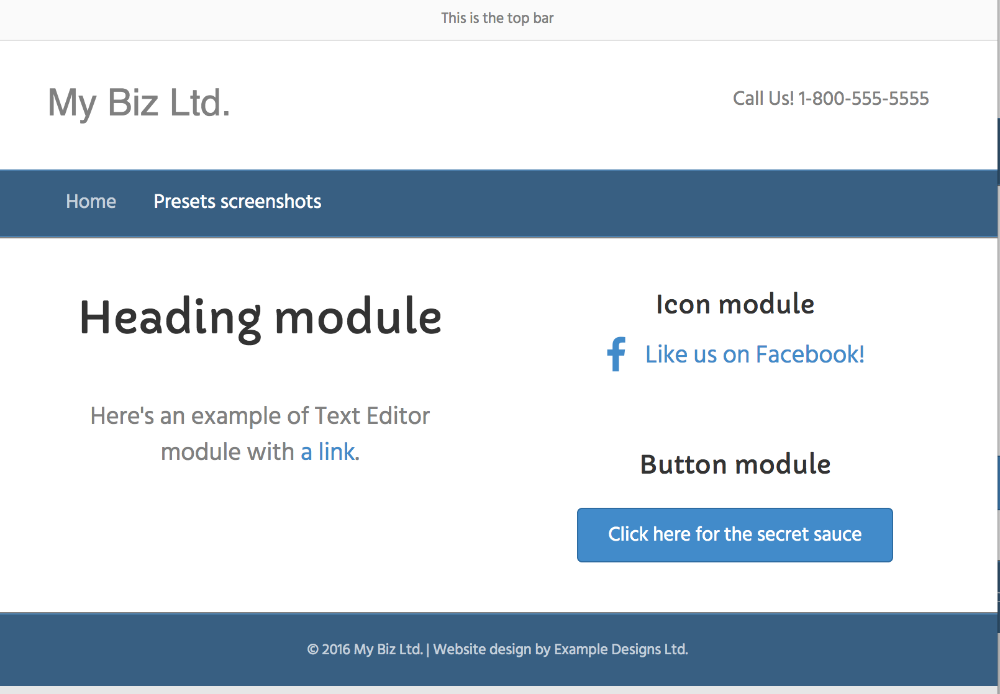 This is the top bar
My Biz Ltd.
Call Us! 1-800-555-5555
Home
Presets screenshots
Heading module
Here's an example of Text Editor
module with a link.
Icon module
Like us on Facebook!
Button module
Click here for the secret sauce
© 2016 My Biz Ltd. | Website design by Example Designs Ltd.